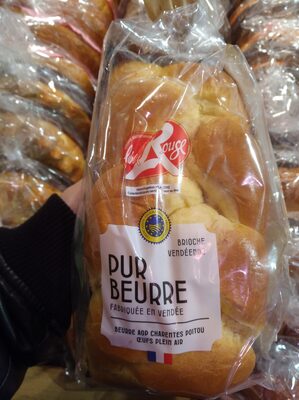 Label Rouge
BRIOCHE
VENDÉENNE
PUR
BEURRE
FABRIQUÉE EN VENDÉE
BEURRE AOP CHARENTES POITOU
ŒUFS PLEIN AIR